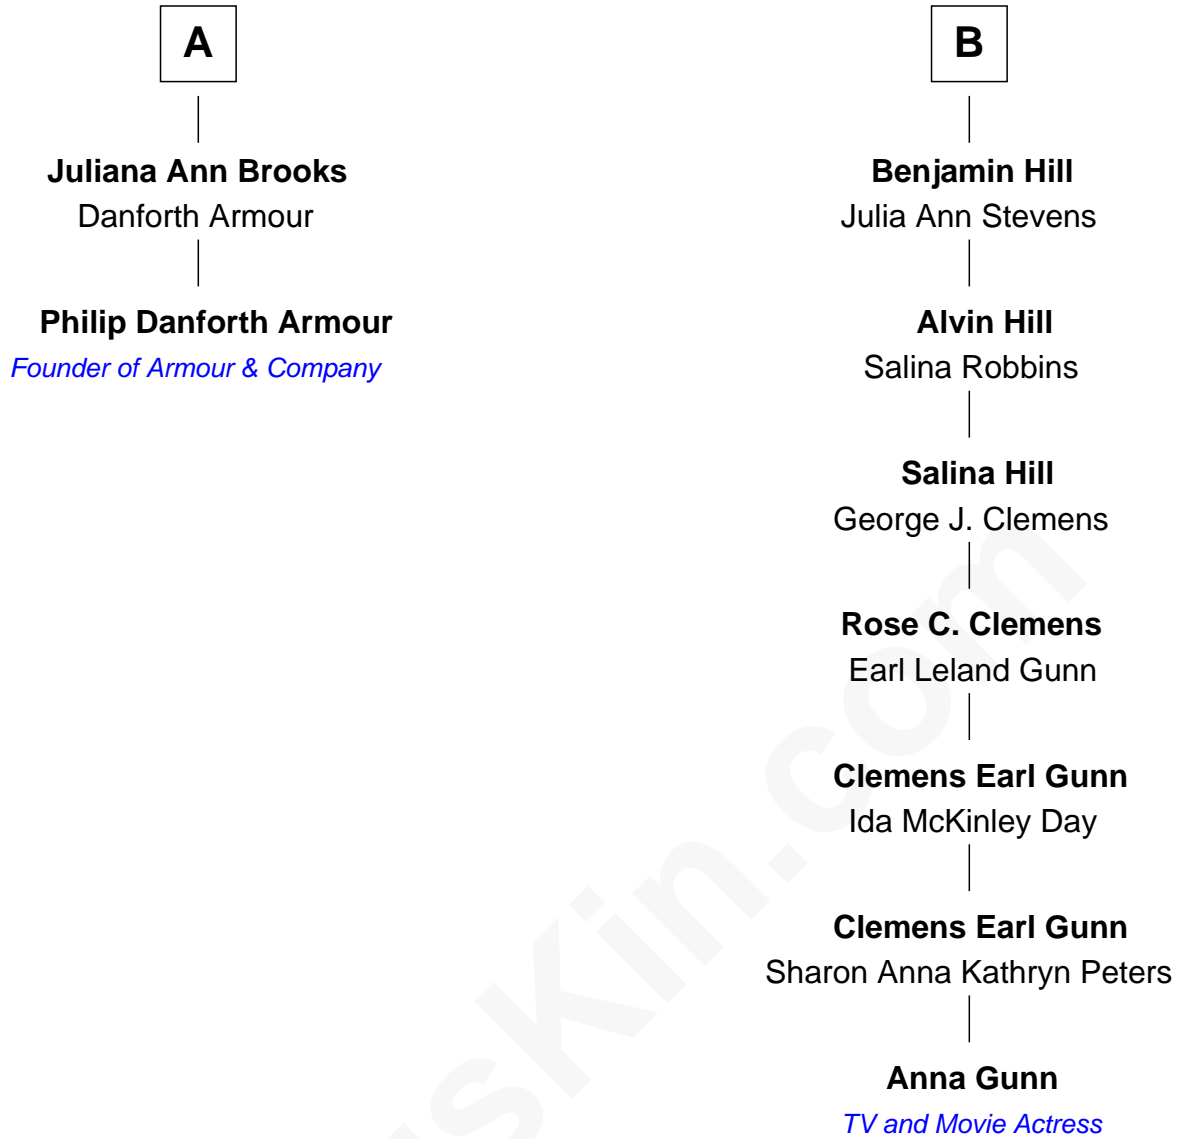 A
Juliana Ann Brooks
Danforth Armour
Philip Danforth Armour
Founder of Armour & Company
B
Benjamin Hill
Julia Ann Stevens
Alvin Hill
Salina Robbins
Salina Hill
George J. Clemens
Rose C. Clemens
Earl Leland Gunn
Clemens Earl Gunn
Ida McKinley Day
Clemens Earl Gunn
Sharon Anna Kathryn Peters
Anna Gunn
TV and Movie Actress
sKin.com